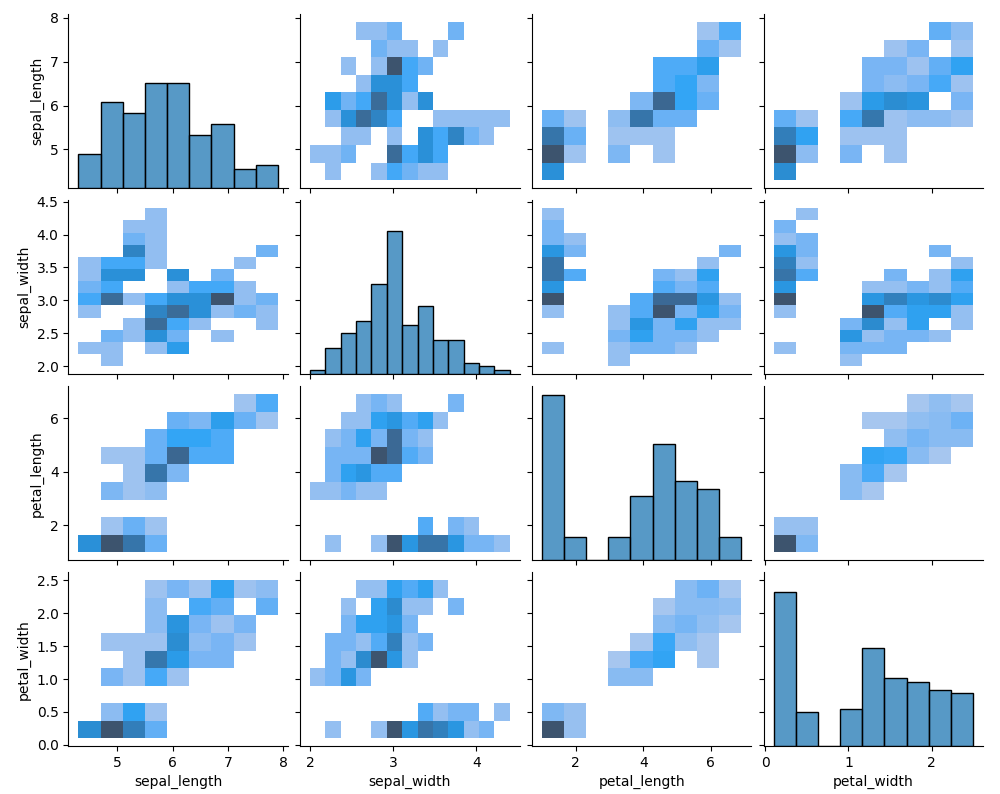 8
7
6
5
sepal_length
4.5
4.0
3.5
3.0
2.5
2.0
sepal_width
6
4
2
petal_length
2.5
2.0
1.5
1.0
0.5
0.0
petal_width
5 6 7 8
sepal_length
2 3 4
sepal_width
2 4 6
petal_length
0 1 2
petal_width